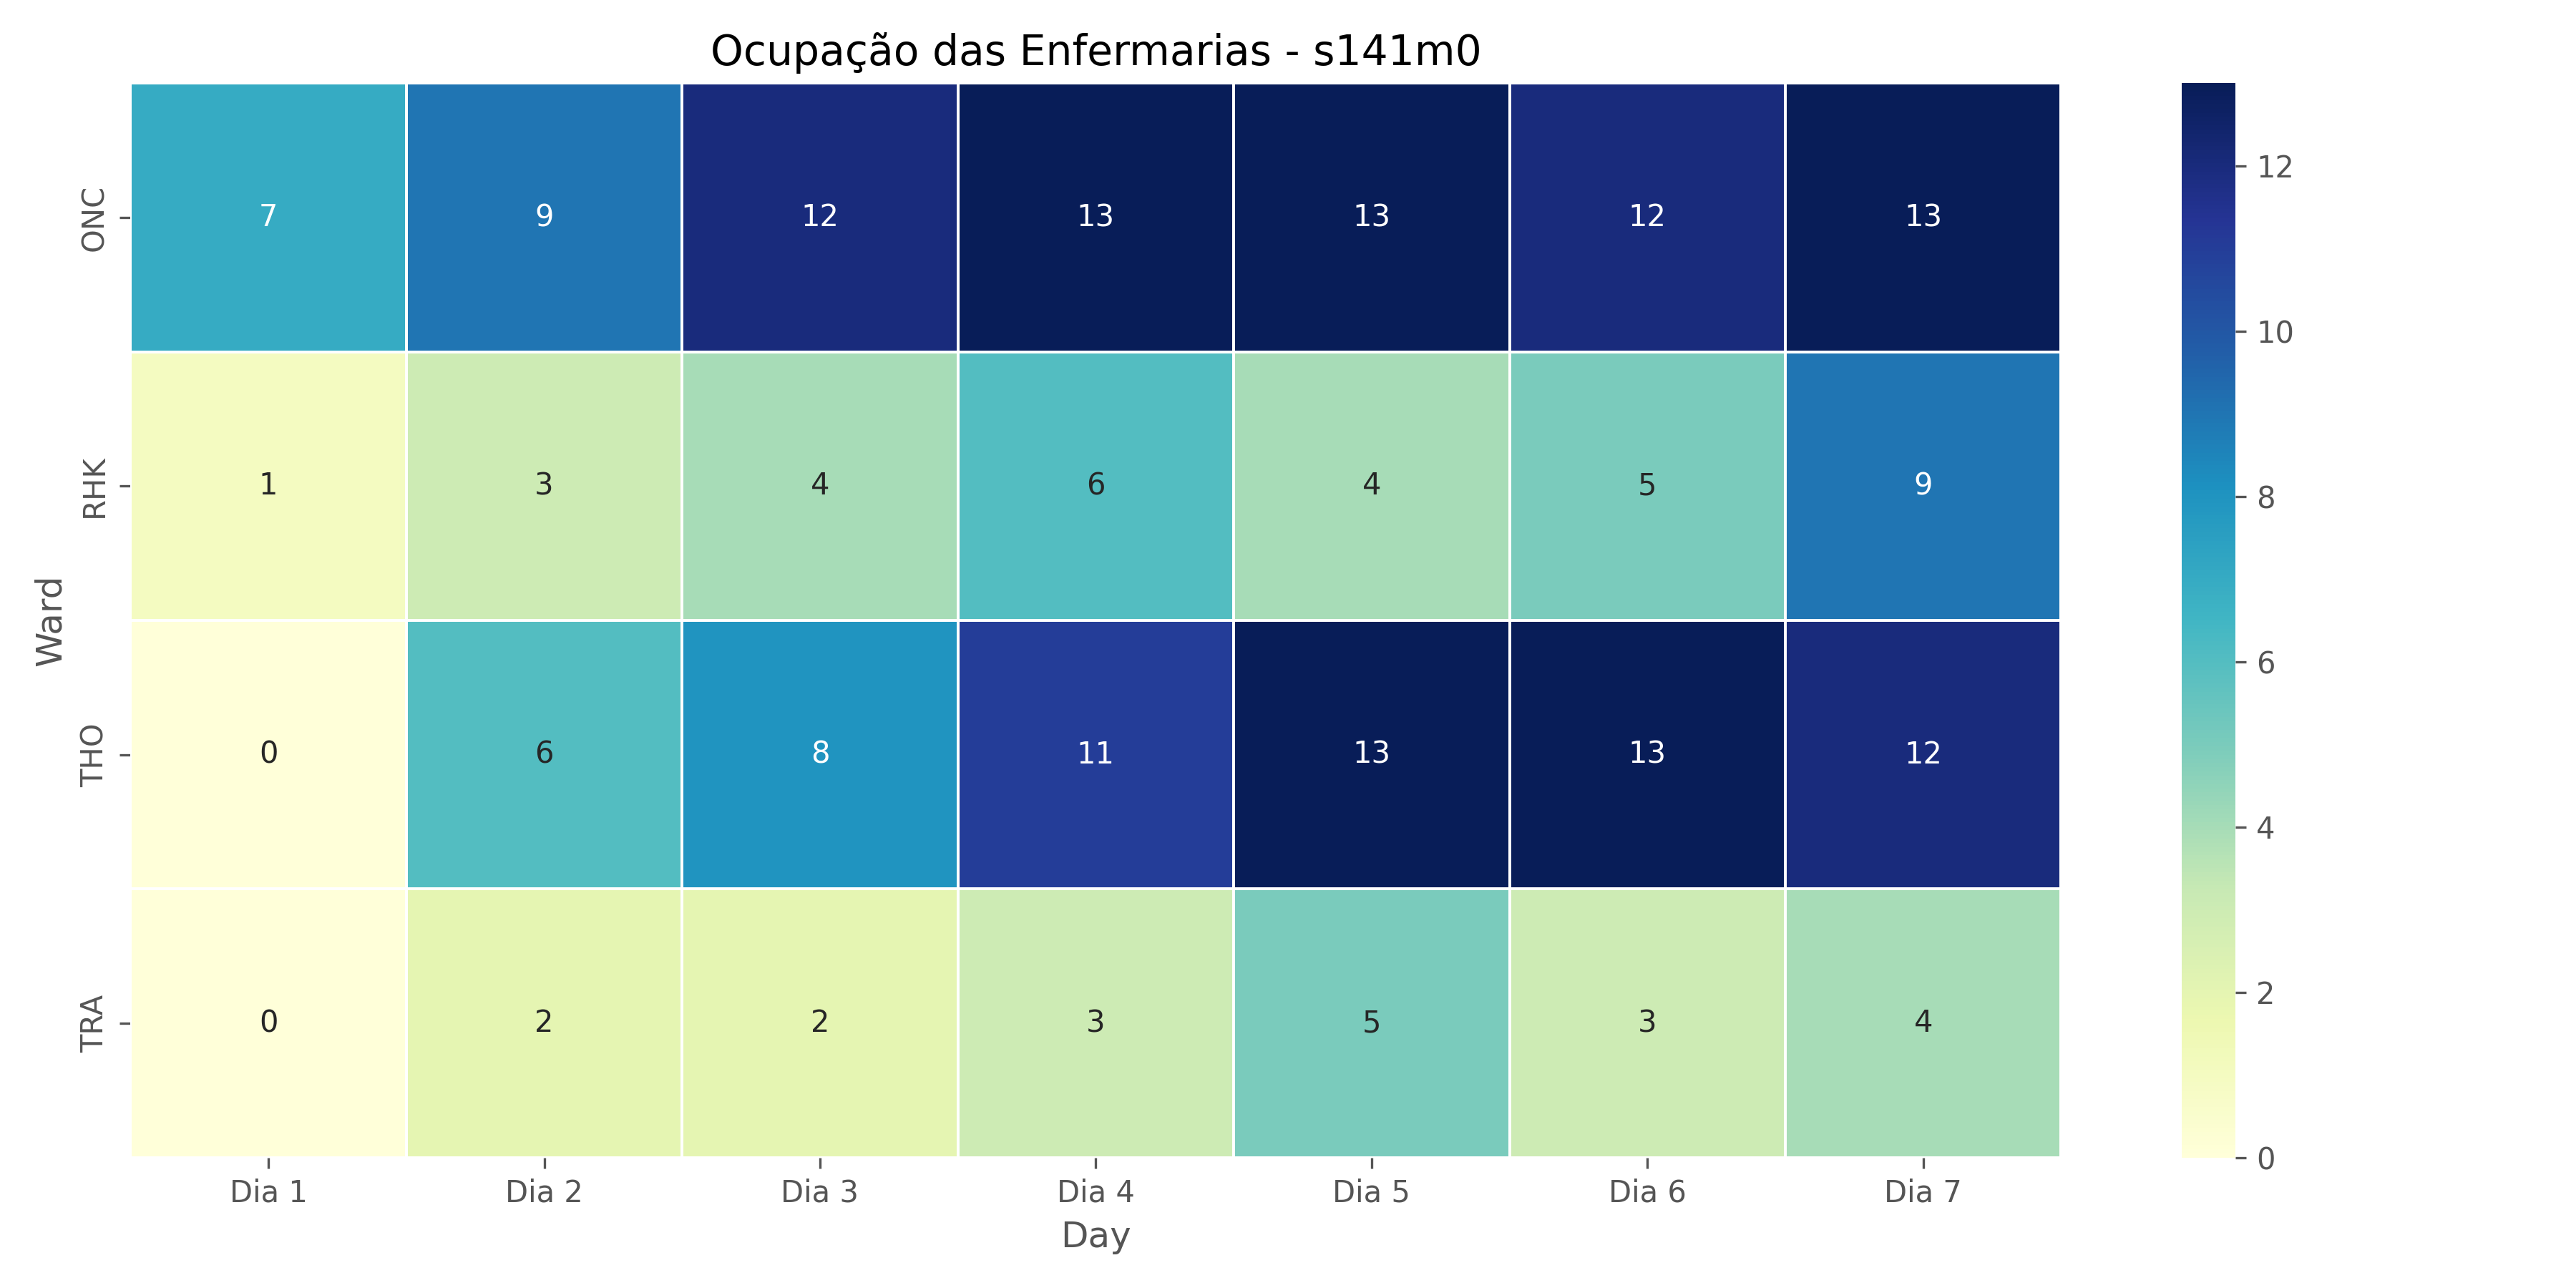 Ocupação das Enfermarias - s141m0
Ward
ONC 7 9 12 13 13 12 13
RHK 1 3 4 6 4 5 9
THO 0 6 8 11 13 13 12
TRA 0 2 2 3 5 3 4
Dia 1 Dia 2 Dia 3 Dia 4 Dia 5 Dia 6 Dia 7
Day
12
10
8
6
4
2
0